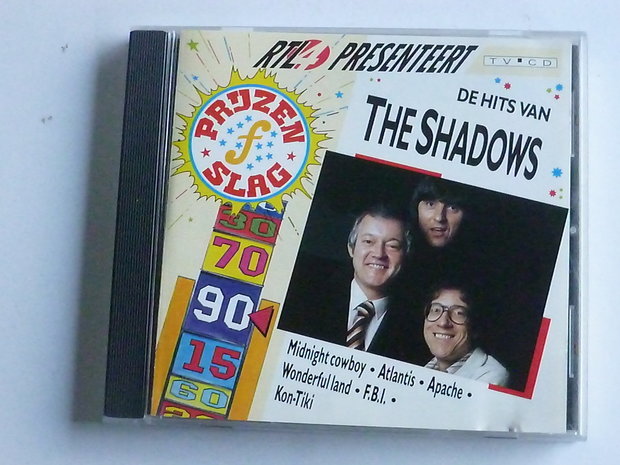 RTL4 PRESENTEERT
TV CD
PRIJZEN
f
SLAG
DE HITS VAN
THE SHADOWS
30
70
90
15
60
Midnight cowboy • Atlantis • Apache •
Wonderful land • F.B.I. •
Kon-Tiki